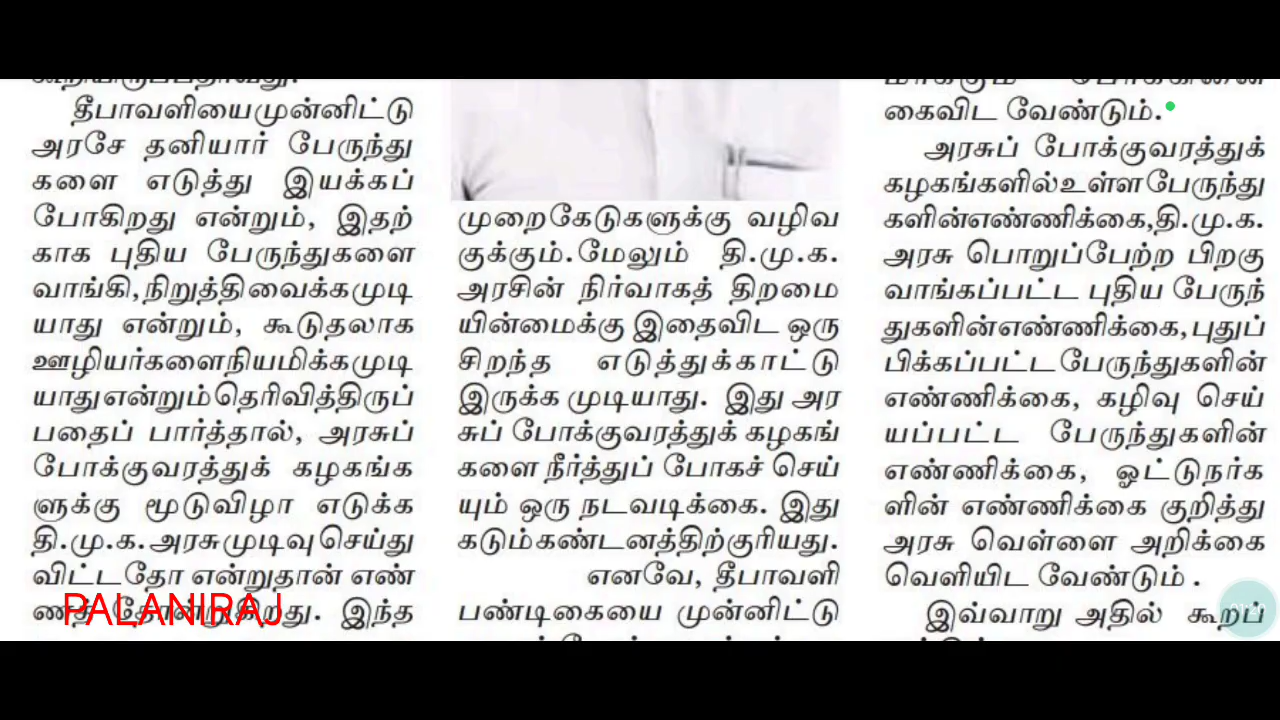 தீபாவளியைமுன்னிட்டு
அரசே தனியார் பேருந்து
களை எடுத்து இயக்கப்
போகிறது என்றும், இதற்
காக புதிய பேருந்துகளை
வாங்கி,நிறுத்திவைக்கமுடி
யாது என்றும், கூடுதலாக
ஊழியர்களைநியமிக்கமுடி
யாதுஎன்றும்தெரிவித்திருப்
பதைப் பார்த்தால், அரசுப்
போக்குவரத்துக் கழகங்க
ளுக்கு மூடுவிழா எடுக்க
தி.மு.க.அரசுமுடிவுசெய்து
விட்டதோ என்றுதான் எண்
ணத் தோன்றுகிறது. இந்த
முறைகேடுகளுக்கு வழிவ
குக்கும்.மேலும் தி.மு.க.
அரசின் நிர்வாகத் திறமை
யின்மைக்கு இதைவிட ஒரு
சிறந்த எடுத்துக்காட்டு
இருக்க முடியாது. இது அர
சுப் போக்குவரத்துக் கழகங்
களை நீர்த்துப் போகச் செய்
யும் ஒரு நடவடிக்கை. இது
கடும்கண்டனத்திற்குரியது.
எனவே, தீபாவளி
பண்டிகையை முன்னிட்டு
கைவிட வேண்டும்.
அரசுப் போக்குவரத்துக்
கழகங்களில்உள்ளபேருந்து
களின்எண்ணிக்கை,தி.மு.க.
அரசு பொறுப்பேற்ற பிறகு
வாங்கப்பட்ட புதிய பேருந்
துகளின்எண்ணிக்கை,புதுப்
பிக்கப்பட்டபேருந்துகளின்
எண்ணிக்கை, கழிவு செய்
யப்பட்ட பேருந்துகளின்
எண்ணிக்கை, ஓட்டுநர்க
ளின் எண்ணிக்கை குறித்து
அரசு வெள்ளை அறிக்கை
வெளியிட வேண்டும் .
இவ்வாறு அதில் கூறப்
PALANIRAJ